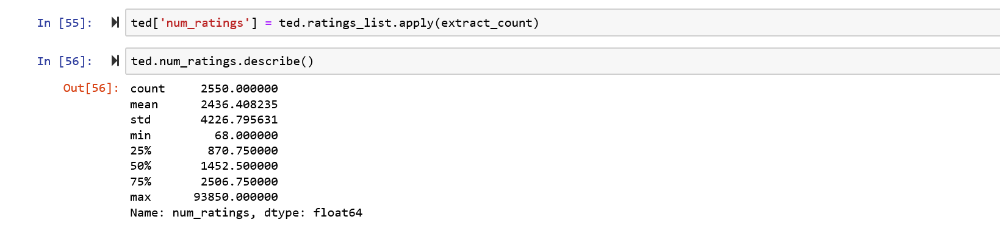 In [55]: ted['num_ratings'] = ted.ratings_list.apply(extract_count)
In [56]: ted.num_ratings.describe()
Out[56]: count     2550.000000
mean      2436.408235
std       4226.795631
min         68.000000
25%        870.750000
50%       1452.500000
75%       2506.750000
max      93850.000000
Name: num_ratings, dtype: float64